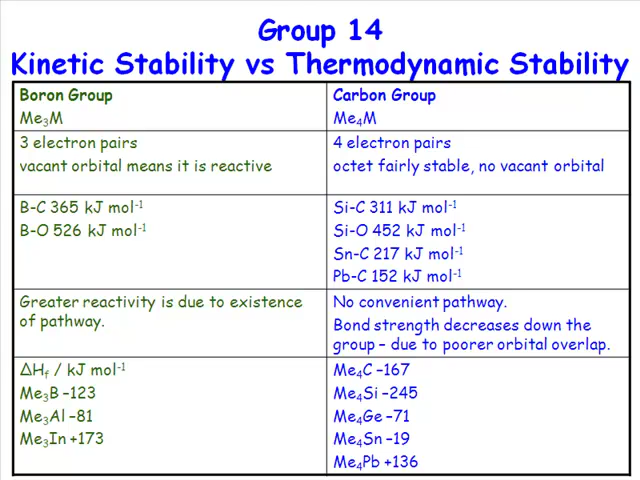 Group 14
Kinetic Stability vs Thermodynamic Stability
Boron Group
Me₃M
Carbon Group
Me₄M
3 electron pairs
vacant orbital means it is reactive
4 electron pairs
octet fairly stable, no vacant orbital
B-C 365 kJ mol⁻¹
B-O 526 kJ mol⁻¹
Si-C 311 kJ mol⁻¹
Si-O 452 kJ mol⁻¹
Sn-C 217 kJ mol⁻¹
Pb-C 152 kJ mol⁻¹
Greater reactivity is due to existence
of pathway.
No convenient pathway.
Bond strength decreases down the
group – due to poorer orbital overlap.
ΔH_f / kJ mol⁻¹
Me₃B –123
Me₃Al –81
Me₃In +173
Me₄C –167
Me₄Si –245
Me₄Ge –71
Me₄Sn –19
Me₄Pb +136